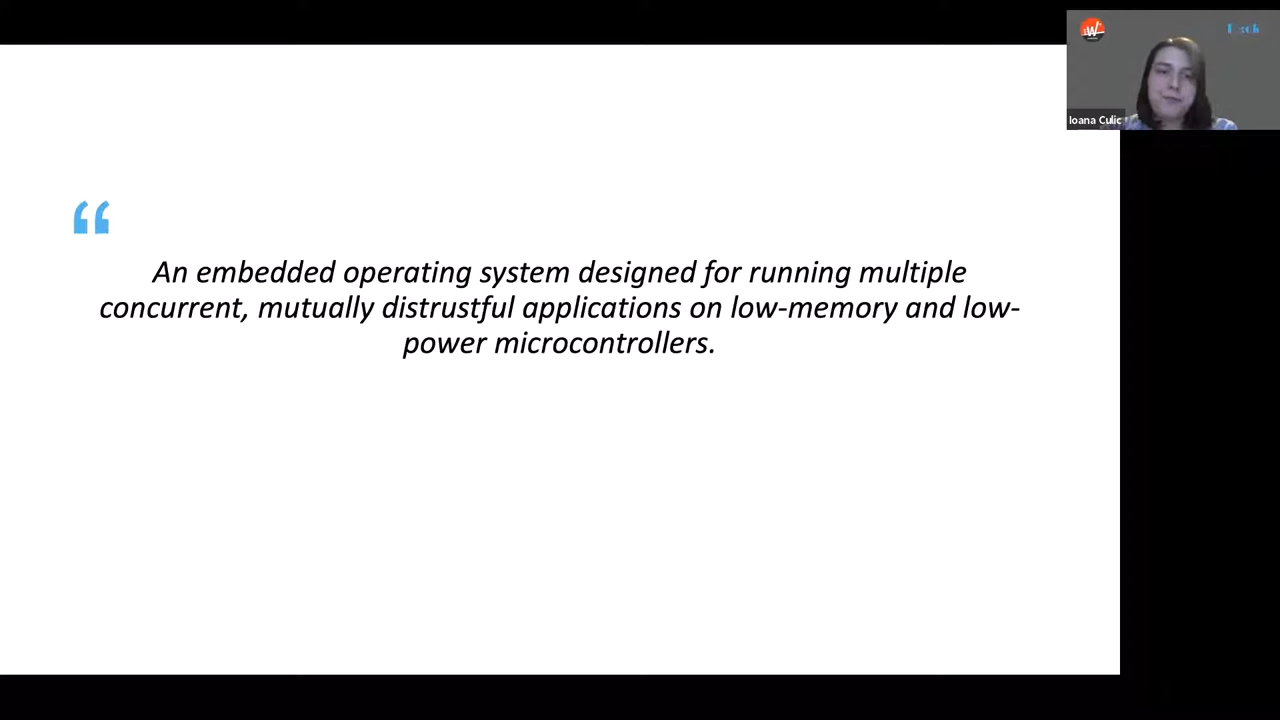 “
An embedded operating system designed for running multiple
concurrent, mutually distrustful applications on low-memory and low-
power microcontrollers.
W
Ioana Culic